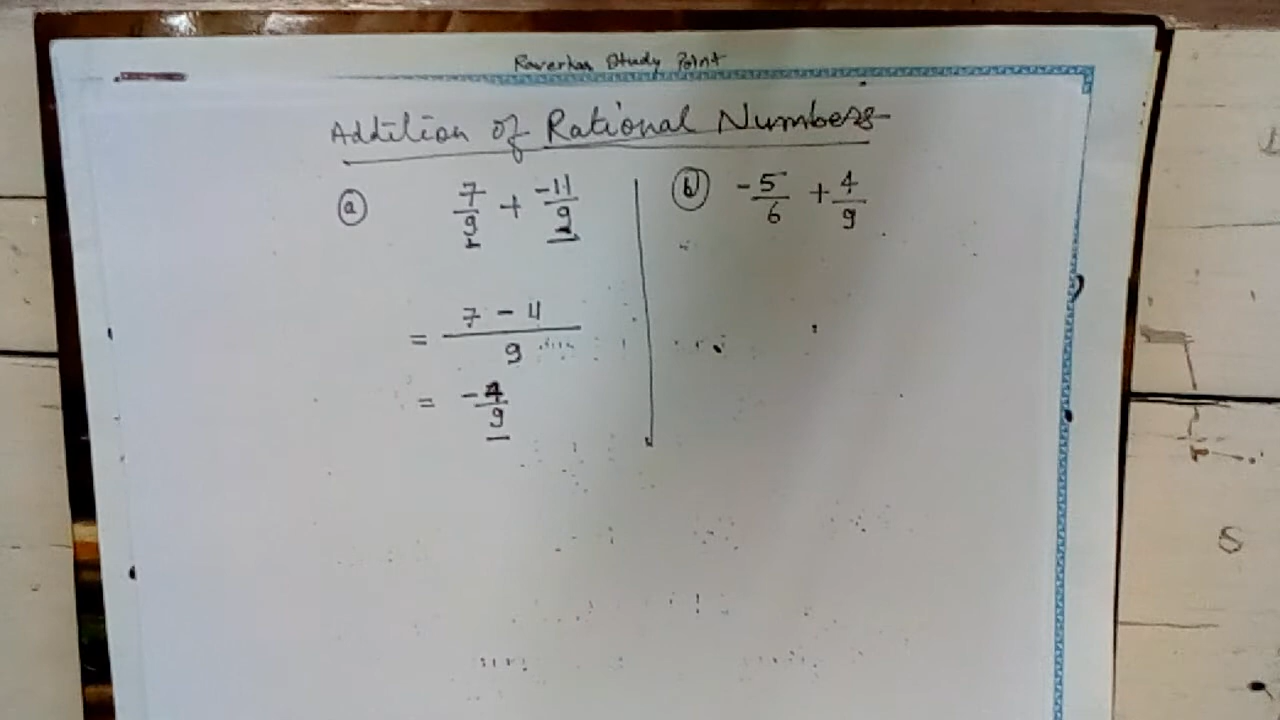 Raverkar Study Point
Addition of Rational Numbers
(a) 7/9 + -11/9
= 7 - 11 / 9
= -4/9
(b) -5/6 + 4/9